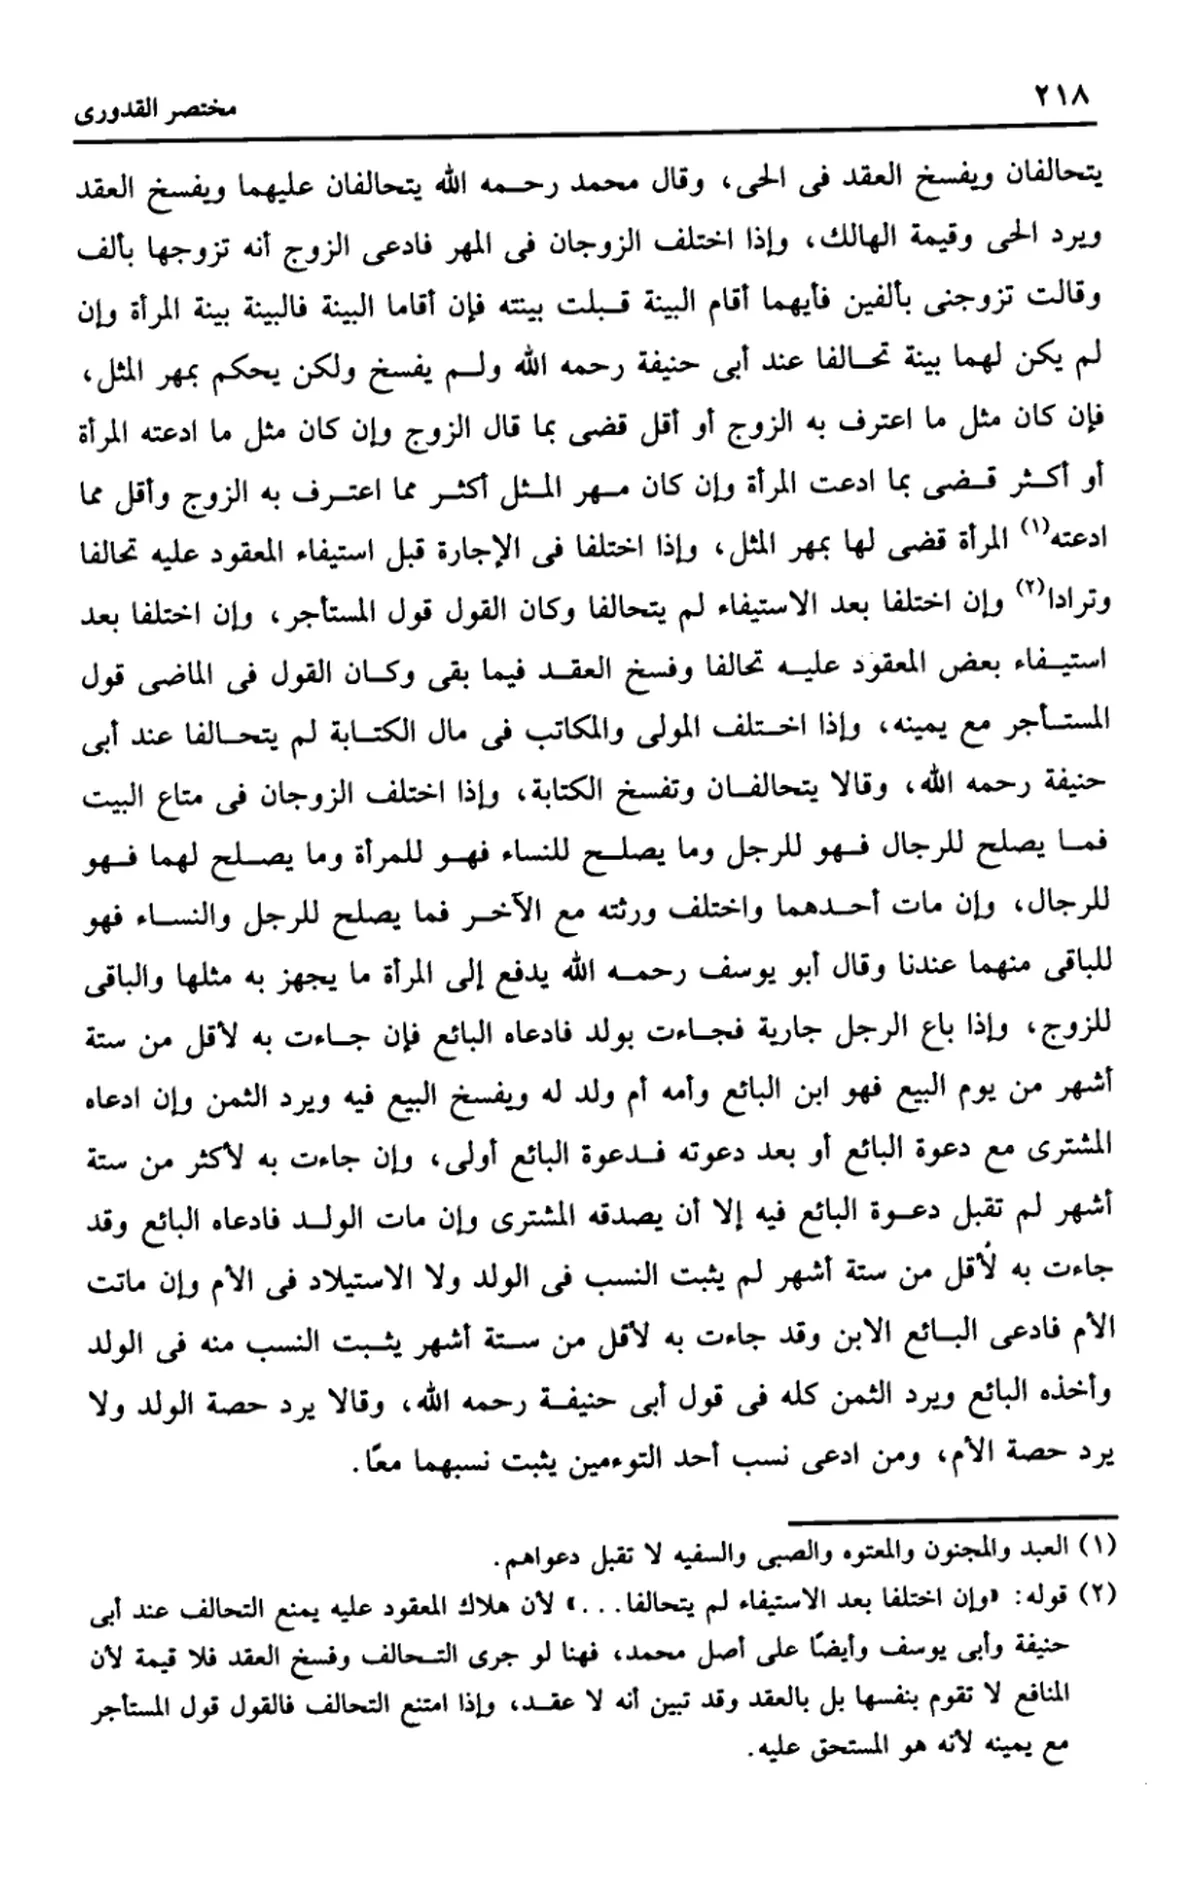 ٢١٨
مختصر القدورى
يتحالفان ويفسخ العقد فى الحى، وقال محمد رحمه الله يتحالفان عليهما ويفسخ العقد
ويرد الحى وقيمة الهالك، وإذا اختلف الزوجان فى المهر فادعى الزوج أنه تزوجها بألف
وقالت تزوجنى بألفين فأيهما أقام البينة قبلت بينته فإن أقاما البينة فالبينة بينة المرأة وإن
لم يكن لهما بينة تحالفا عند أبى حنيفة رحمه الله ولم يفسخ ولكن يحكم بمهر المثل،
فإن كان مثل ما اعترف به الزوج أو أقل قضى بما قال الزوج وإن كان مثل ما ادعته المرأة
أو أكثر قضى بما ادعت المرأة وإن كان مهر المثل أكثر مما اعترف به الزوج وأقل مما
ادعته(١) المرأة قضى لها بمهر المثل، وإذا اختلفا فى الإجارة قبل استيفاء المعقود عليه تحالفا
وترادا(٢) وإن اختلفا بعد الاستيفاء لم يتحالفا وكان القول قول المستأجر، وإن اختلفا بعد
استيفاء بعض المعقود عليه تحالفا وفسخ العقد فيما بقى وكان القول فى الماضى قول
المستأجر مع يمينه، وإذا اختلف المولى والمكاتب فى مال الكتابة لم يتحالفا عند أبى
حنيفة رحمه الله، وقالا يتحالفان وتفسخ الكتابة، وإذا اختلف الزوجان فى متاع البيت
فما يصلح للرجال فهو للرجل وما يصلح للنساء فهو للمرأة وما يصلح لهما فهو
للرجال، وإن مات أحدهما واختلف ورثته مع الآخر فما يصلح للرجل والنساء فهو
للباقى منهما عندنا وقال أبو يوسف رحمه الله يدفع إلى المرأة ما يجهز به مثلها والباقى
للزوج، وإذا باع الرجل جارية فجاءت بولد فادعاه البائع فإن جاءت به لأقل من ستة
أشهر من يوم البيع فهو ابن البائع وأمه أم ولد له ويفسخ البيع فيه ويرد الثمن وإن ادعاه
المشترى مع دعوة البائع أو بعد دعوته فدعوة البائع أولى، وإن جاءت به لأكثر من ستة
أشهر لم تقبل دعوة البائع فيه إلا أن يصدقه المشترى وإن مات الولد فادعاه البائع وقد
جاءت به لأقل من ستة أشهر لم يثبت النسب فى الولد ولا الاستيلاد فى الأم وإن ماتت
الأم فادعى البائع الابن وقد جاءت به لأقل من ستة أشهر يثبت النسب منه فى الولد
وأخذه البائع ويرد الثمن كله فى قول أبى حنيفة رحمه الله، وقالا يرد حصة الولد ولا
يرد حصة الأم، ومن ادعى نسب أحد التوءمين يثبت نسبهما معًا.
(١) العبد والمجنون والمعتوه والصبى والسفيه لا تقبل دعواهم.
(٢) قوله: «وإن اختلفا بعد الاستيفاء لم يتحالفا...» لأن هلاك المعقود عليه يمنع التحالف عند أبى
حنيفة وأبى يوسف وأيضًا على أصل محمد، فهنا لو جرى التحالف وفسخ العقد فلا قيمة لأن
المنافع لا تقوم بنفسها بل بالعقد وقد تبين أنه لا عقد، وإذا امتنع التحالف فالقول قول المستأجر
مع يمينه لأنه هو المستحق عليه.